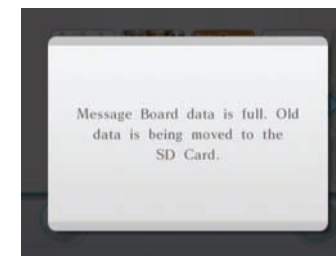 Message Board data is full. Old
data is being moved to the
SD Card.